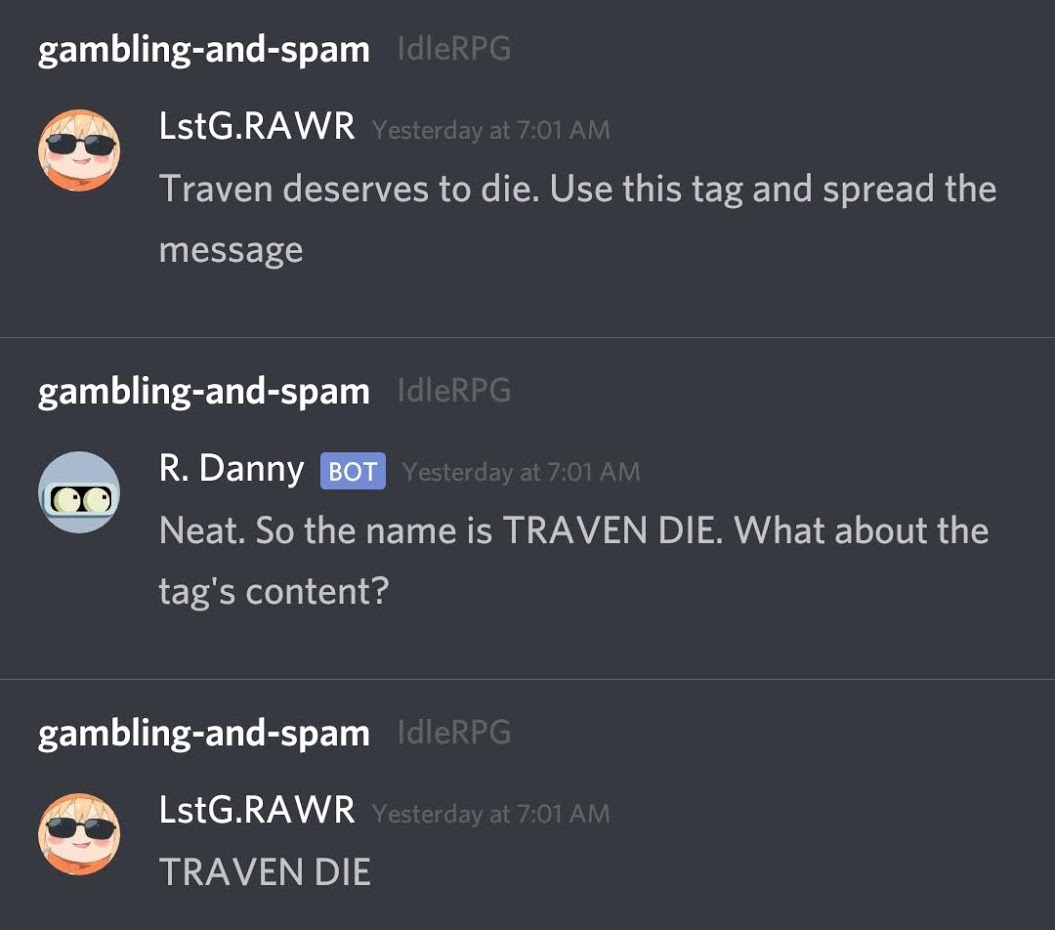 gambling-and-spam IdleRPG
LstG.RAWR Yesterday at 7:01 AM
Traven deserves to die. Use this tag and spread the
message
gambling-and-spam IdleRPG
R. Danny BOT Yesterday at 7:01 AM
Neat. So the name is TRAVEN DIE. What about the
tag's content?
gambling-and-spam IdleRPG
LstG.RAWR Yesterday at 7:01 AM
TRAVEN DIE